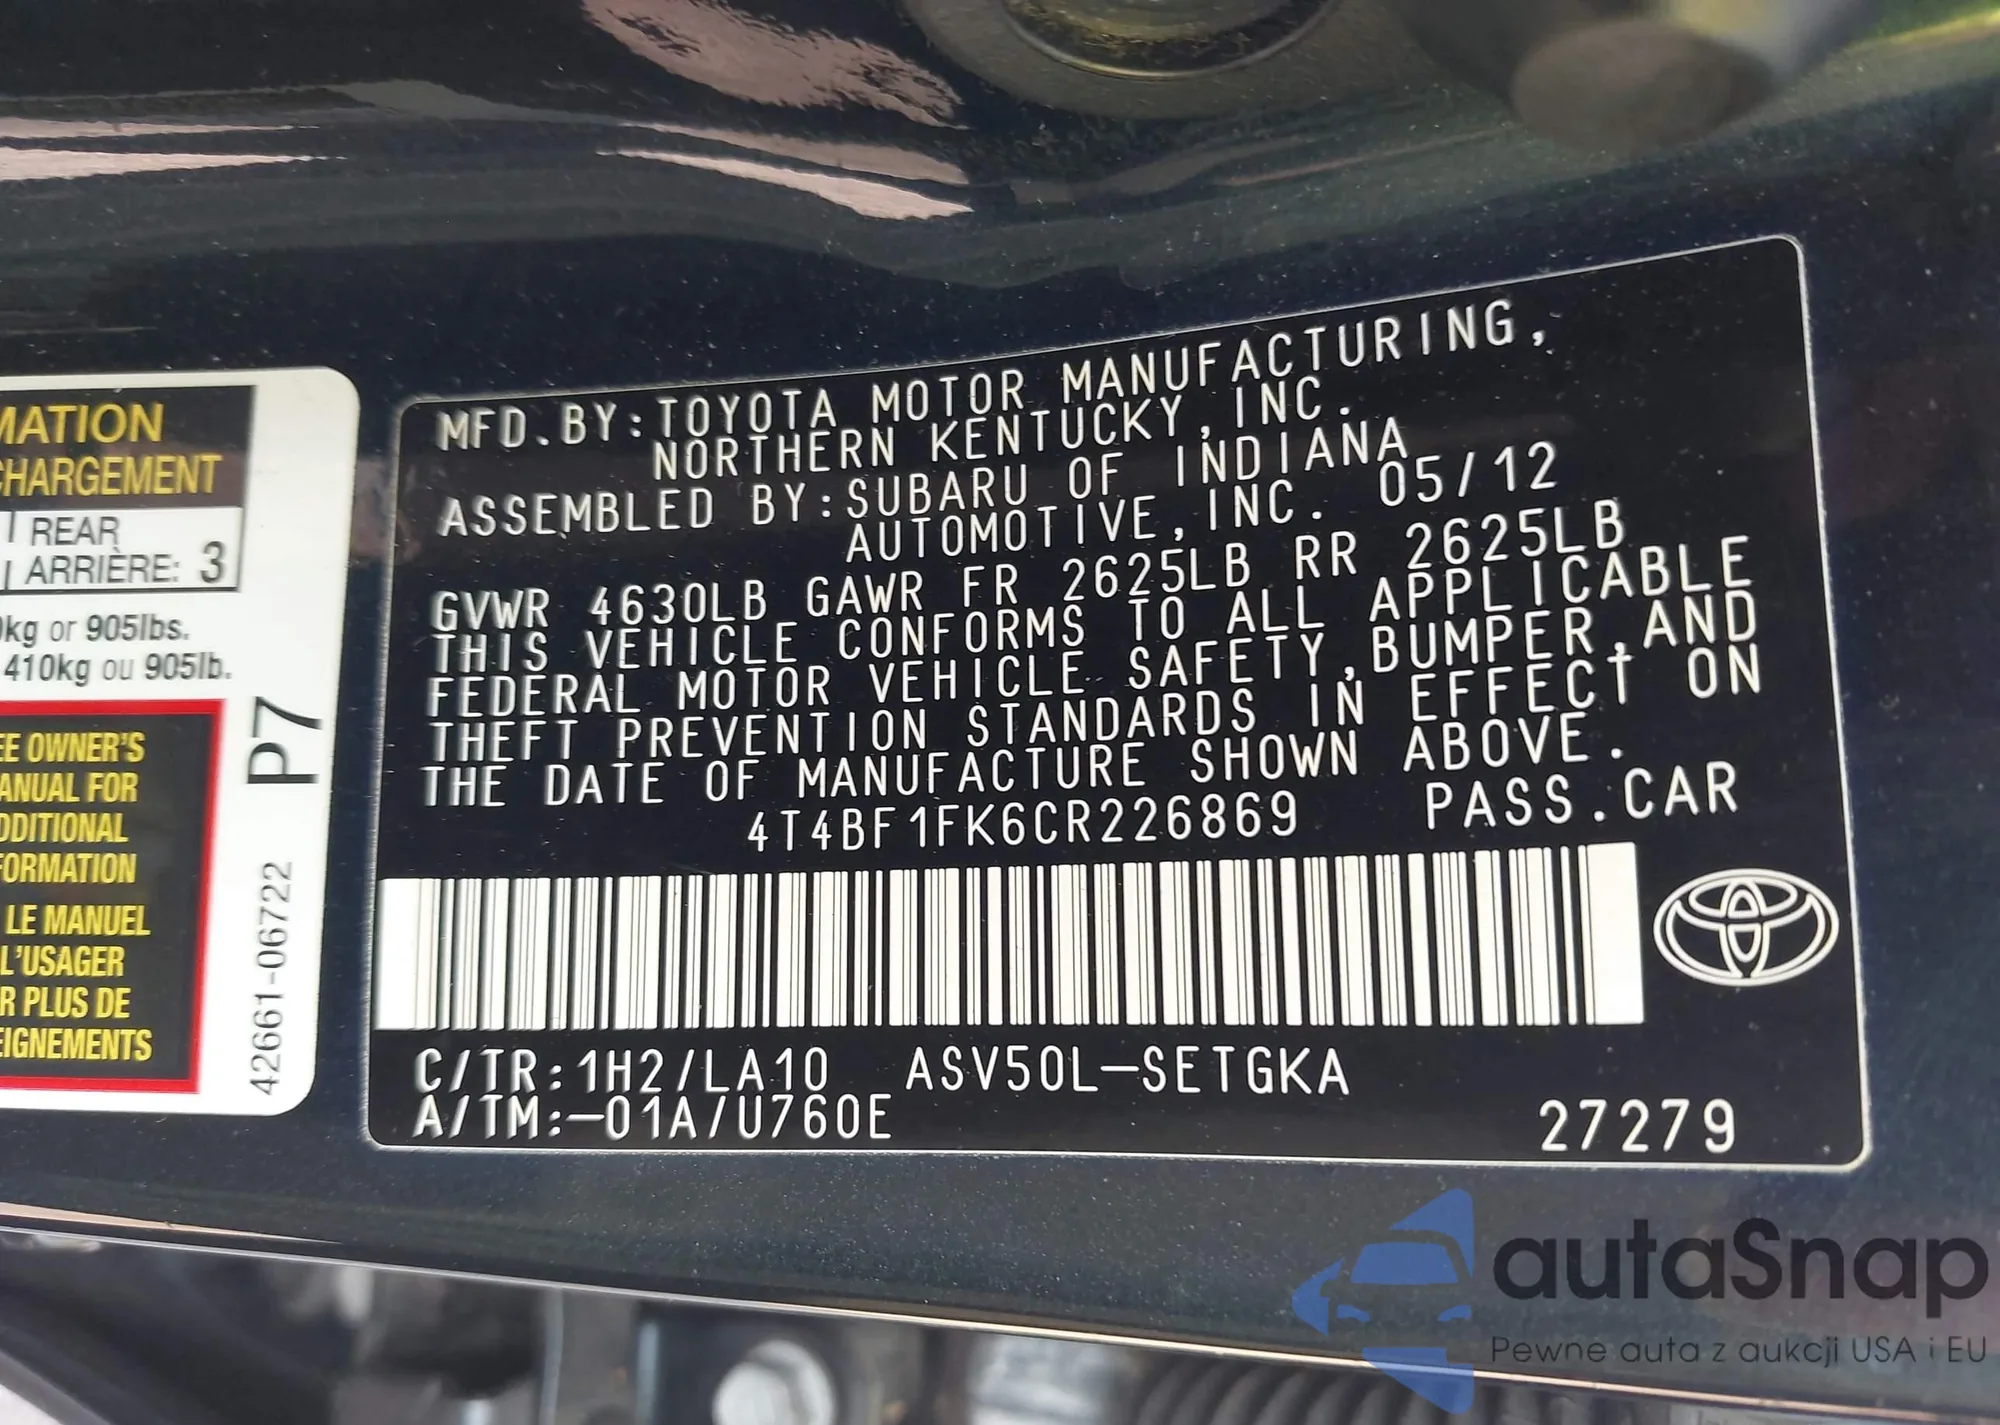 MATION
CHARGEMENT
REAR
ARRIÈRE: 3
kg or 905lbs.
410kg ou 905lb.
EE OWNER'S
ANUAL FOR
DDITIONAL
FORMATION
LE MANUEL
L'USAGER
R PLUS DE
EIGNEMENTS
P7
42661-06722
MFD.BY:TOYOTA MOTOR MANUFACTURING,
NORTHERN KENTUCKY,INC.
ASSEMBLED BY:SUBARU OF INDIANA
AUTOMOTIVE,INC. 05/12
GVWR 4630LB GAWR FR 2625LB RR 2625LB
THIS VEHICLE CONFORMS TO ALL APPLICABLE
FEDERAL MOTOR VEHICLE SAFETY,BUMPER,AND
THEFT PREVENTION STANDARDS IN EFFECT ON
THE DATE OF MANUFACTURE SHOWN ABOVE.
4T4BF1FK6CR226869 PASS.CAR
C/TR:1H2/LA10 ASV50L-SETGKA
A/TM:-01A/U760E 27279
autaSnap
Pewne auta z aukcji USA i EU